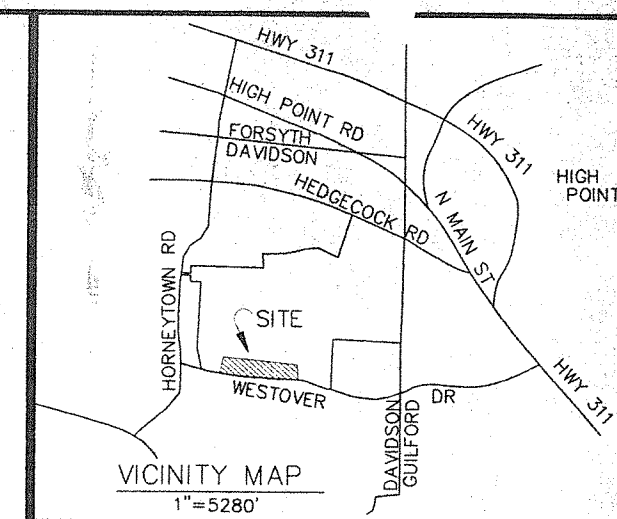 HWY 311
HIGH POINT RD
FORSYTH
DAVIDSON
HWY 311
HIGH
POINT
HEDGECOCK RD
N MAIN ST
HORNEYTOWN RD
SITE
WESTOVER
DR
HWY 311
DAVIDSON
GUILFORD
VICINITY MAP
1"=5280'